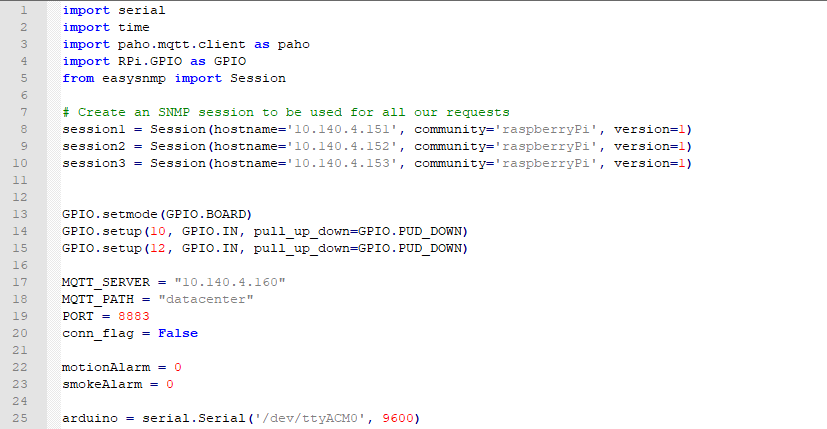 1 import serial
2 import time
3 import paho.mqtt.client as paho
4 import RPi.GPIO as GPIO
5 from easysnmp import Session
6
7 # Create an SNMP session to be used for all our requests
8 session1 = Session(hostname='10.140.4.151', community='raspberryPi', version=1)
9 session2 = Session(hostname='10.140.4.152', community='raspberryPi', version=1)
10 session3 = Session(hostname='10.140.4.153', community='raspberryPi', version=1)
11
12
13 GPIO.setmode(GPIO.BOARD)
14 GPIO.setup(10, GPIO.IN, pull_up_down=GPIO.PUD_DOWN)
15 GPIO.setup(12, GPIO.IN, pull_up_down=GPIO.PUD_DOWN)
16
17 MQTT_SERVER = "10.140.4.160"
18 MQTT_PATH = "datacenter"
19 PORT = 8883
20 conn_flag = False
21
22 motionAlarm = 0
23 smokeAlarm = 0
24
25 arduino = serial.Serial('/dev/ttyACM0', 9600)